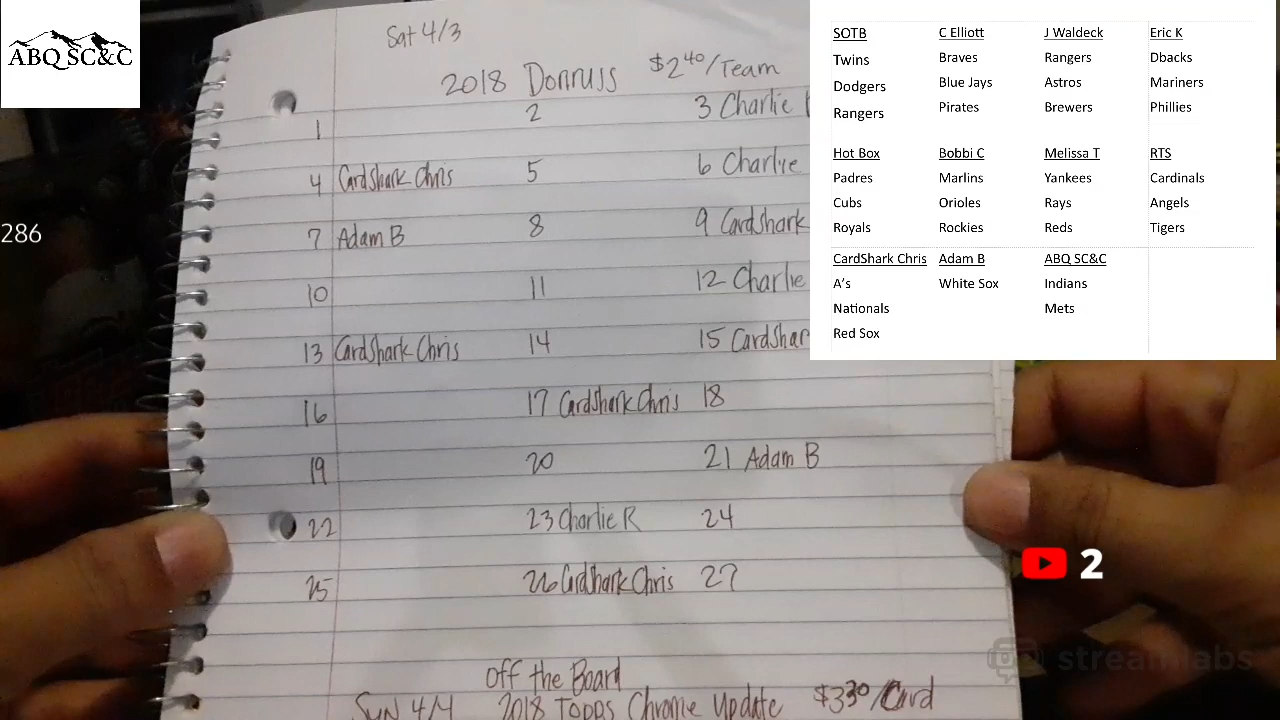 ABQ SC&C
286
Sat 4/3
2018 Donruss $2⁴⁰/Team
1 2 3 Charlie
4 CardShark Chris 5 6 Charlie
7 Adam B 8 9 Cardshark
10 11 12 Charlie
13 CardShark Chris 14 15 CardShar
16 17 CardShark Chris 18
19 20 21 Adam B
22 23 Charlie R 24
25 26 CardShark Chris 27
Off the Board
Sun 4/4 2018 Topps Chrome Update $3³⁰/Card
SOTB C Elliott J Waldeck Eric K
Twins Braves Rangers Dbacks
Dodgers Blue Jays Astros Mariners
Rangers Pirates Brewers Phillies
Hot Box Bobbi C Melissa T RTS
Padres Marlins Yankees Cardinals
Cubs Orioles Rays Angels
Royals Rockies Reds Tigers
CardShark Chris Adam B ABQ SC&C
A's White Sox Indians
Nationals Mets
Red Sox
2
streamlabs